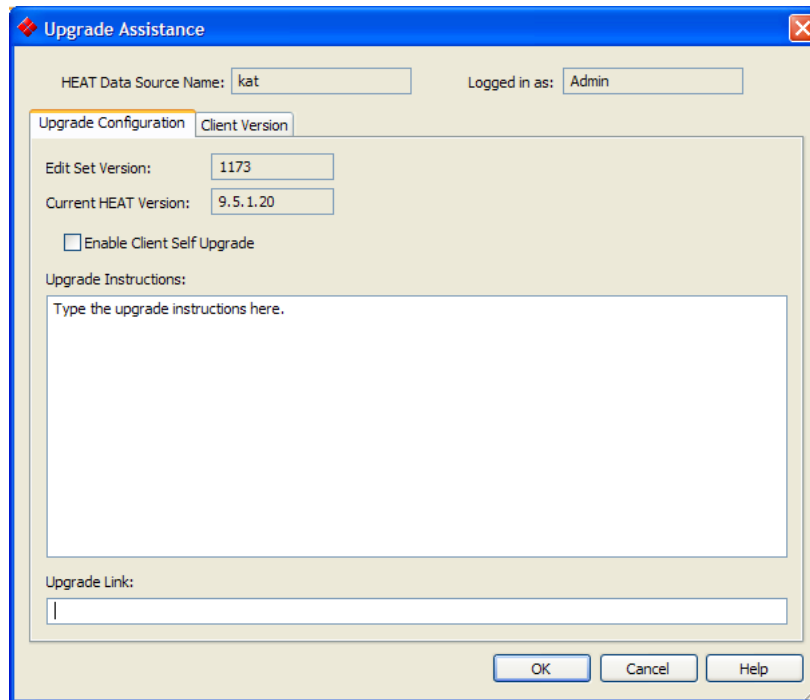 Upgrade Assistance
HEAT Data Source Name: kat Logged in as: Admin
Upgrade Configuration Client Version
Edit Set Version: 1173
Current HEAT Version: 9.5.1.20
Enable Client Self Upgrade
Upgrade Instructions:
Type the upgrade instructions here.
Upgrade Link:
OK Cancel Help